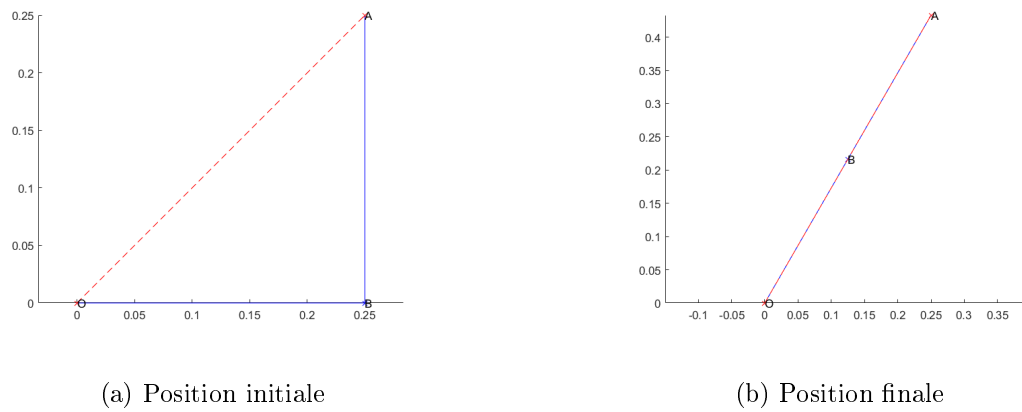 0.25
0.2
0.15
0.1
0.05
0
0 0.05 0.1 0.15 0.2 0.25
A
O
B
(a) Position initiale
0.4
0.35
0.3
0.25
0.2
0.15
0.1
0.05
0
-0.1 -0.05 0 0.05 0.1 0.15 0.2 0.25 0.3 0.35
A
B
O
(b) Position finale